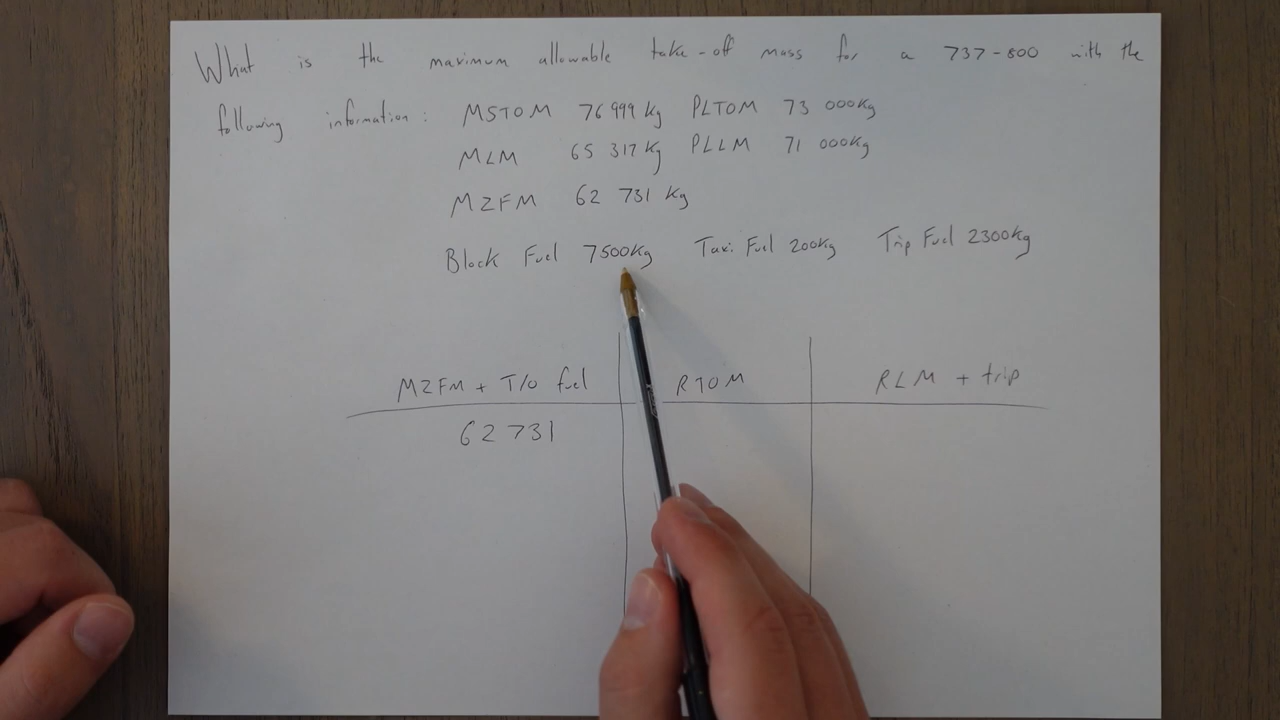 What is the maximum allowable take-off mass for a 737-800 with the
following information: MSTOM 76 999 kg PLTOM 73 000kg
MLM 65 317 kg PLLM 71 000kg
MZFM 62 731 kg
Block Fuel 7500kg Taxi Fuel 200kg Trip Fuel 2300kg
MZFM + T/O fuel RTOM RLM + trip
62 731